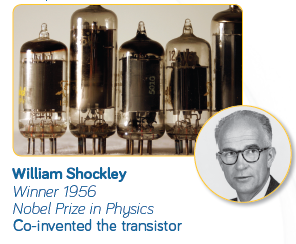 William Shockley
Winner 1956
Nobel Prize in Physics
Co-invented the transistor